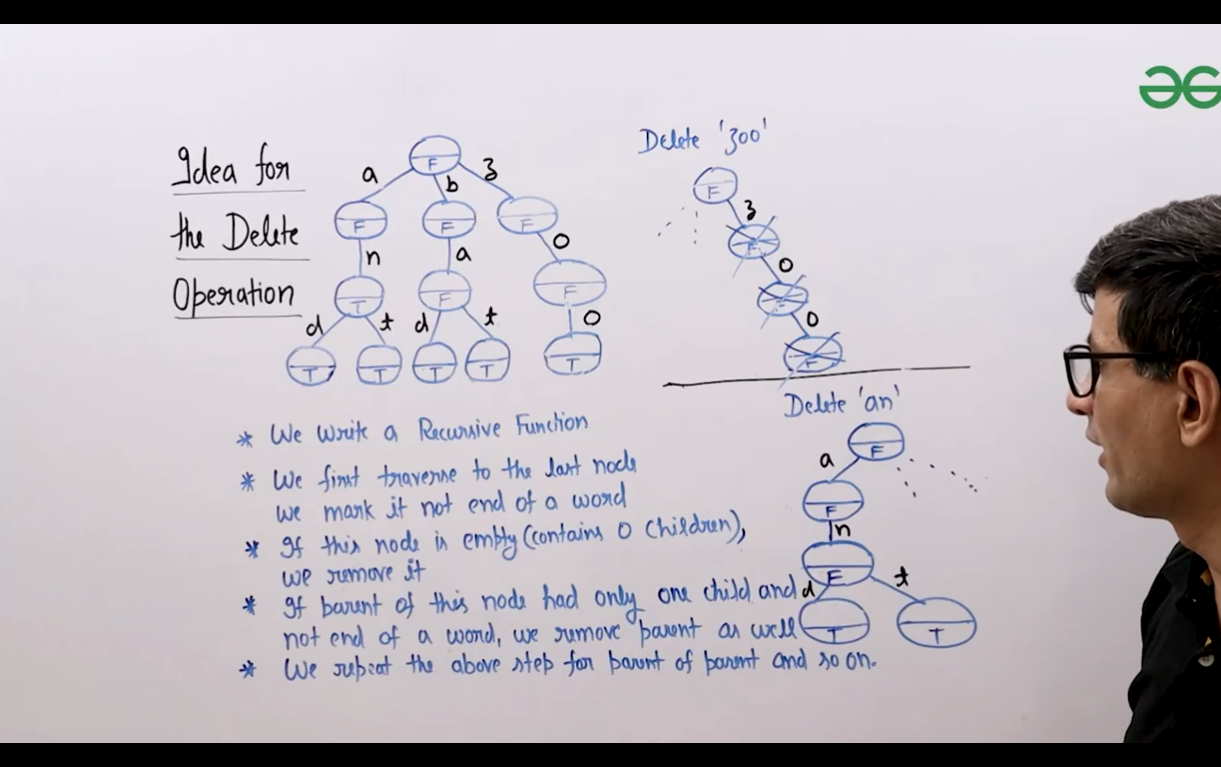 Idea for
the Delete
Operation
F
a
b
z
F
F
F
n
a
o
T
F
F
d
t
d
t
o
T
T
T
T
T
* We write a Recursive Function
* We first traverse to the last node
we mark it not end of a word
* If this node is empty (contains 0 children),
we remove it
* If parent of this node had only one child and
not end of a word, we remove parent as well
* We repeat the above step for parent of parent and so on.
Delete 'zoo'
F
z
F
o
F
o
F
Delete 'an'
F
a
F
n
F
d
t
T
T